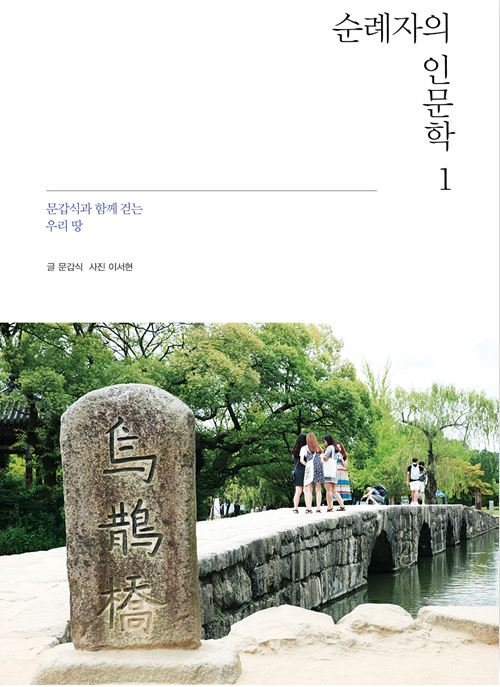 순례자의
인문학
1
문갑식과 함께 걷는
우리 땅
글 문갑식 사진 이서현
烏鵲橋